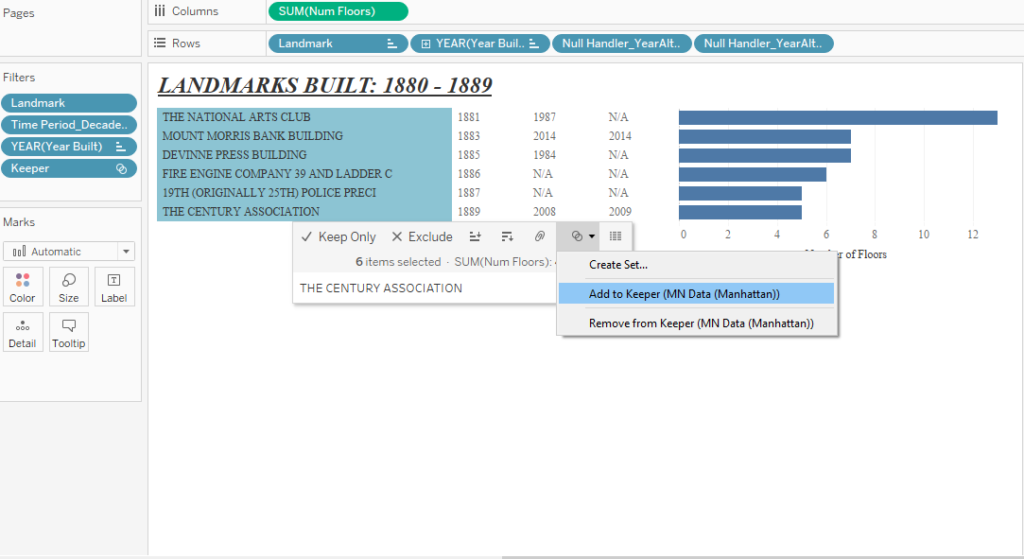 Pages
Columns
SUM(Num Floors)
Rows
Landmark
YEAR(Year Buil..
Null Handler_YearAlt..
Null Handler_YearAlt..
Filters
Landmark
Time Period_Decade..
YEAR(Year Built)
Keeper
Marks
Automatic
Color
Size
Label
Detail
Tooltip
LANDMARKS BUILT: 1880 - 1889
THE NATIONAL ARTS CLUB 1881 1987 N/A
MOUNT MORRIS BANK BUILDING 1883 2014 2014
DEVINNE PRESS BUILDING 1885 1984 N/A
FIRE ENGINE COMPANY 39 AND LADDER C 1886 N/A N/A
19TH (ORIGINALLY 25TH) POLICE PRECI 1887 N/A N/A
THE CENTURY ASSOCIATION 1889 2008 2009
0 2 4 6 8 10 12
of Floors
Keep Only Exclude
6 items selected · SUM(Num Floors):
THE CENTURY ASSOCIATION
Create Set...
Add to Keeper (MN Data (Manhattan))
Remove from Keeper (MN Data (Manhattan))